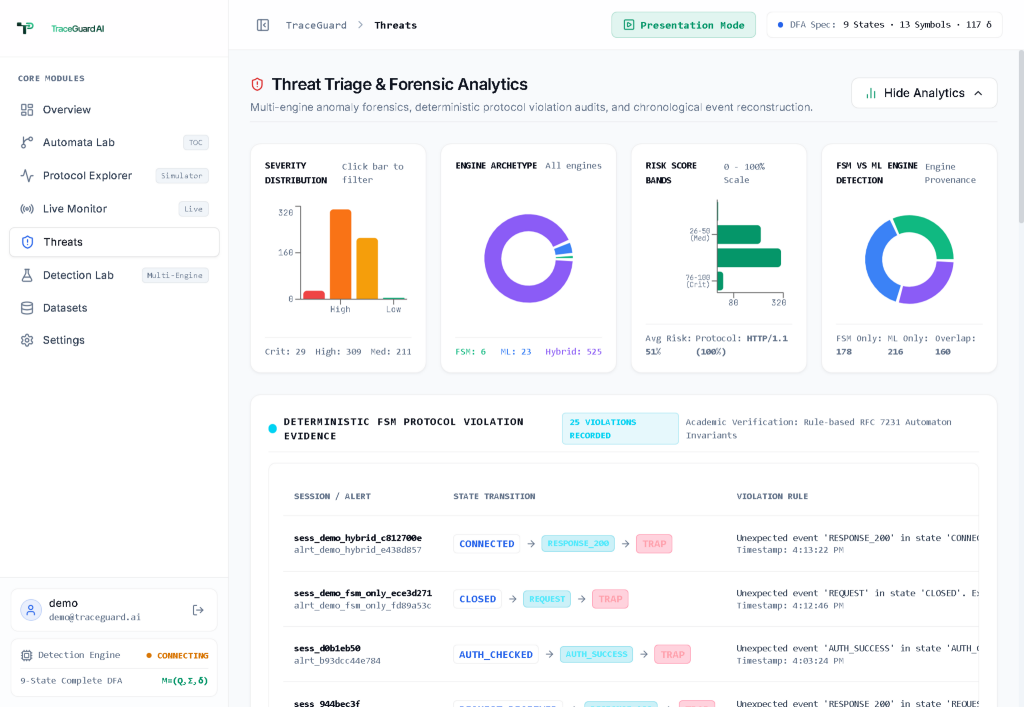 TraceGuard AI
CORE MODULES
Overview
Automata Lab
TOC
Protocol Explorer
Simulator
Live Monitor
Live
Threats
Detection Lab
Multi-Engine
Datasets
Settings
demo
demo@traceguard.ai
Detection Engine
CONNECTING
9-State Complete DFA
M=(Q,Σ,δ)
TraceGuard > Threats
Presentation Mode
DFA Spec: 9 States · 13 Symbols · 117 δ
Threat Triage & Forensic Analytics
Multi-engine anomaly forensics, deterministic protocol violation audits, and chronological event reconstruction.
Hide Analytics
SEVERITY
DISTRIBUTION
Click bar to
filter
320
160
0
High
Low
Crit: 29
High: 309
Med: 211
ENGINE ARCHETYPE
All engines
FSM: 6
ML: 23
Hybrid: 525
RISK SCORE
BANDS
0 - 100%
Scale
26-50
(Med)
76-100
(Crit)
80
320
Avg Risk:
51%
Protocol: HTTP/1.1
(100%)
FSM VS ML ENGINE
DETECTION
Engine
Provenance
FSM Only:
178
ML Only:
216
Overlap:
160
DETERMINISTIC FSM PROTOCOL VIOLATION
EVIDENCE
25 VIOLATIONS
RECORDED
Academic Verification: Rule-based RFC 7231 Automaton
Invariants
SESSION / ALERT
STATE TRANSITION
VIOLATION RULE
sess_demo_hybrid_c812700e
alrt_demo_hybrid_e438d857
CONNECTED → RESPONSE_200 → TRAP
Unexpected event 'RESPONSE_200' in state 'CONNEC
Timestamp: 4:13:22 PM
sess_demo_fsm_only_ece3d271
alrt_demo_fsm_only_fd89a53c
CLOSED → REQUEST → TRAP
Unexpected event 'REQUEST' in state 'CLOSED'. Ex
Timestamp: 4:12:46 PM
sess_d0b1eb50
alrt_b93dcc44e784
AUTH_CHECKED → AUTH_SUCCESS → TRAP
Unexpected event 'AUTH_SUCCESS' in state 'AUTH_C
Timestamp: 4:03:24 PM
sess_944bec3f
Unexpected event 'RESPONSE_200' in state 'REQUES